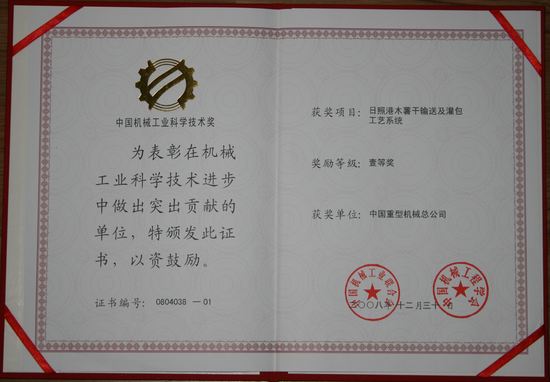 中国机械工业科学技术奖
为表彰在机械
工业科学技术进步
中做出突出贡献的
单位，特颁发此证
书，以资鼓励。
证书编号：0804038 —01
获奖项目：日照港木薯干输送及灌包
工艺系统
奖励等级：壹等奖
获奖单位：中国重型机械总公司
中国机械工业联合会
中国机械工程学会
二〇〇八年十二月三十日